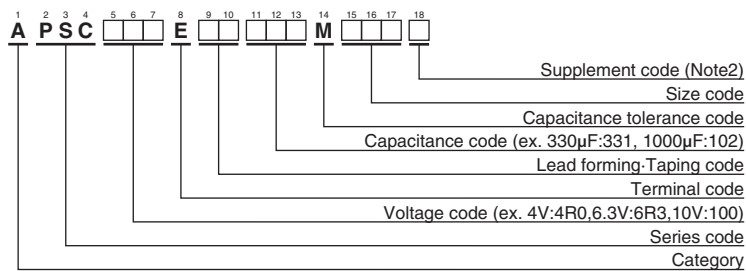 1 2 3 4 5 6 7 8 9 10 11 12 13 14 15 16 17 18
A PSC E M
Supplement code (Note2)
Size code
Capacitance tolerance code
Capacitance code (ex. 330µF:331, 1000µF:102)
Lead forming·Taping code
Terminal code
Voltage code (ex. 4V:4R0,6.3V:6R3,10V:100)
Series code
Category